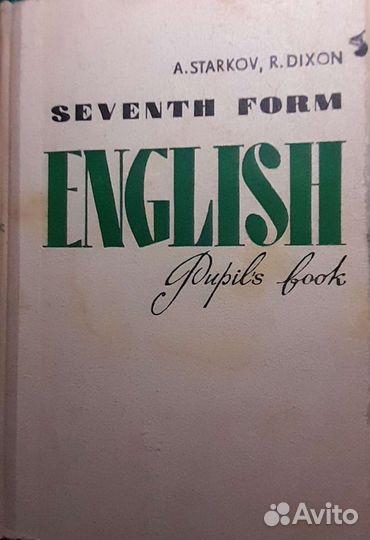 A. STARKOV, R. DIXON
SEVENTH FORM
ENGLISH
Pupil's book
Avito